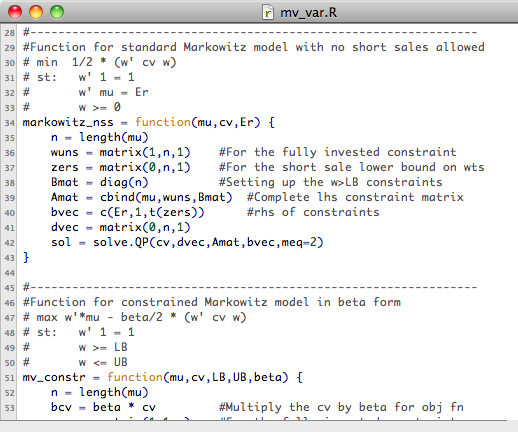 mv_var.R
28 #---------------------------------------------------------------
29 #Function for standard Markowitz model with no short sales allowed
30 # min  1/2 * (w' cv w)
31 # st:   w' 1 = 1
32 #       w' mu = Er
33 #       w >= 0
34 markowitz_nss = function(mu,cv,Er) {
35     n = length(mu)
36     wuns = matrix(1,n,1)    #For the fully invested constraint
37     zers = matrix(0,n,1)    #For the short sale lower bound on wts
38     Bmat = diag(n)          #Setting up the w>LB constraints
39     Amat = cbind(mu,wuns,Bmat)  #Complete lhs constraint matrix
40     bvec = c(Er,1,t(zers))  #rhs of constraints
41     dvec = matrix(0,n,1)
42     sol = solve.QP(cv,dvec,Amat,bvec,meq=2)
43 }
44
45 #---------------------------------------------------------------
46 #Function for constrained Markowitz model in beta form
47 # max w'*mu - beta/2 * (w' cv w)
48 # st:   w' 1 = 1
49 #       w >= LB
50 #       w <= UB
51 mv_constr = function(mu,cv,LB,UB,beta) {
52     n = length(mu)
53     bcv = beta * cv         #Multiply the cv by beta for obj fn